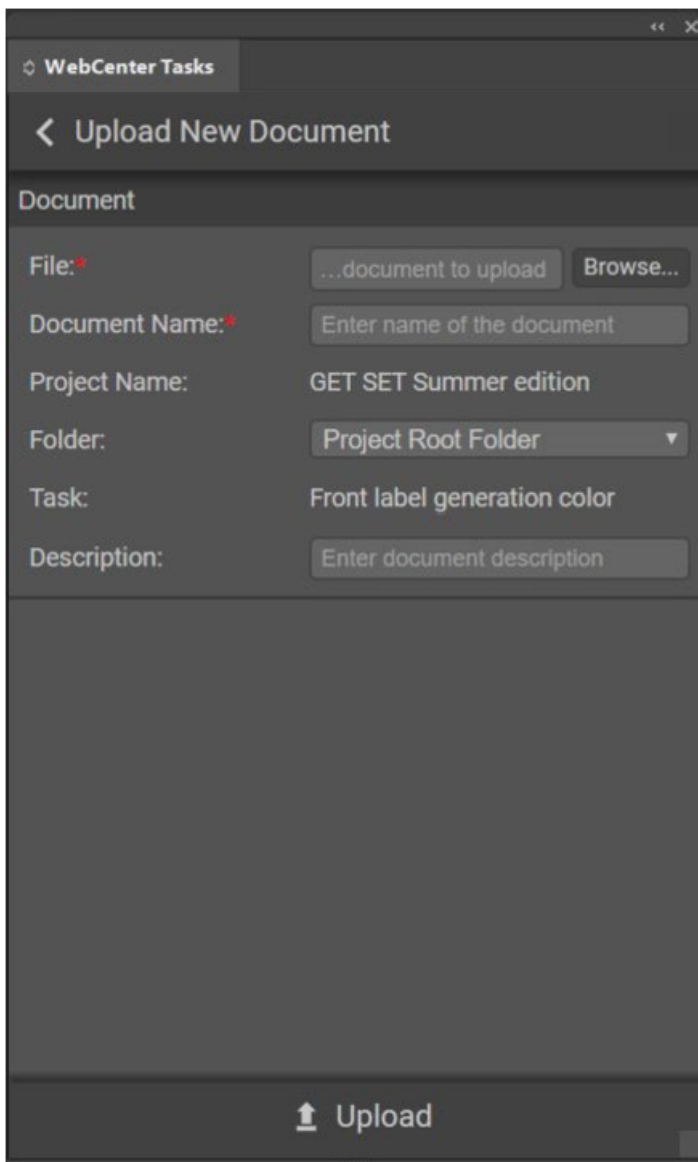 WebCenter Tasks
Upload New Document
Document
File:* ...document to upload Browse...
Document Name:* Enter name of the document
Project Name: GET SET Summer edition
Folder: Project Root Folder
Task: Front label generation color
Description: Enter document description
Upload